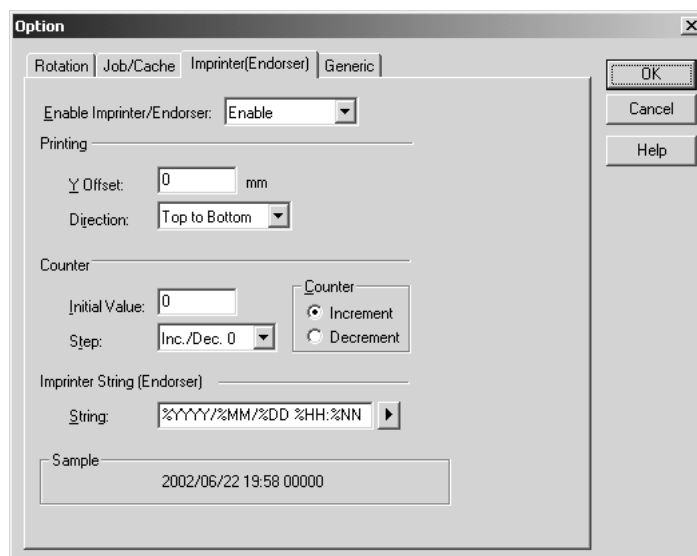 Option
Rotation Job/Cache Imprinter(Endorser) Generic
OK
Cancel
Help
Enable Imprinter/Endorser: Enable
Printing
Y Offset: 0 mm
Direction: Top to Bottom
Counter
Initial Value: 0
Step: Inc./Dec. 0
Counter
Increment
Decrement
Imprinter String (Endorser)
String: %YYYY/%MM/%DD %HH:%NN
Sample
2002/06/22 19:58 00000